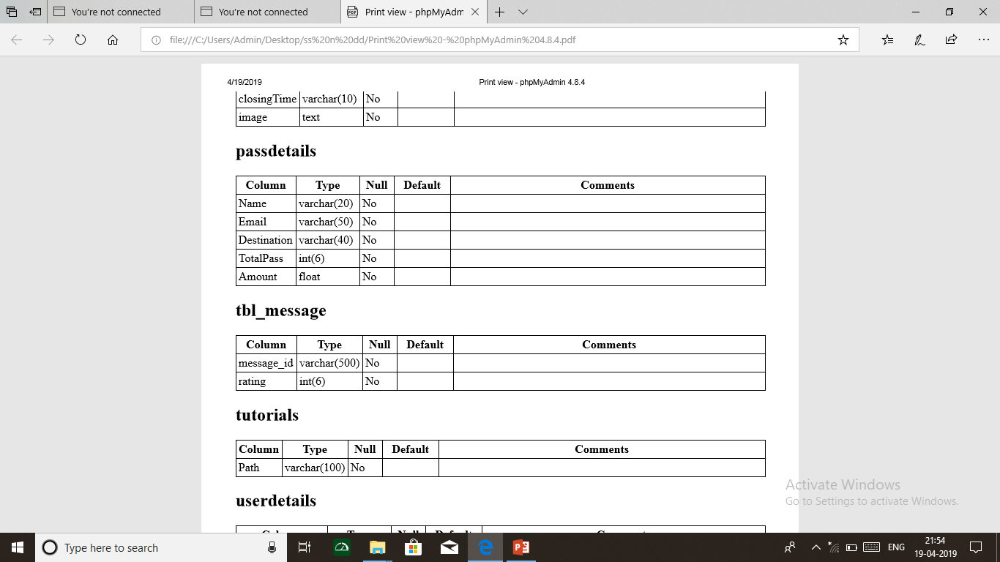 You're not connected
You're not connected
Print view - phpMyAdm
file:///C:/Users/Admin/Desktop/ss%20n%20dd/Print%20view%20-%20phpMyAdmin%204.8.4.pdf
4/19/2019 Print view - phpMyAdmin 4.8.4
closingTime varchar(10) No
image text No
passdetails
Column Type Null Default Comments
Name varchar(20) No
Email varchar(50) No
Destination varchar(40) No
TotalPass int(6) No
Amount float No
tbl_message
Column Type Null Default Comments
message_id varchar(500) No
rating int(6) No
tutorials
Column Type Null Default Comments
Path varchar(100) No
userdetails
Activate Windows
Go to Settings to activate Windows.
Type here to search
ENG
21:54
19-04-2019